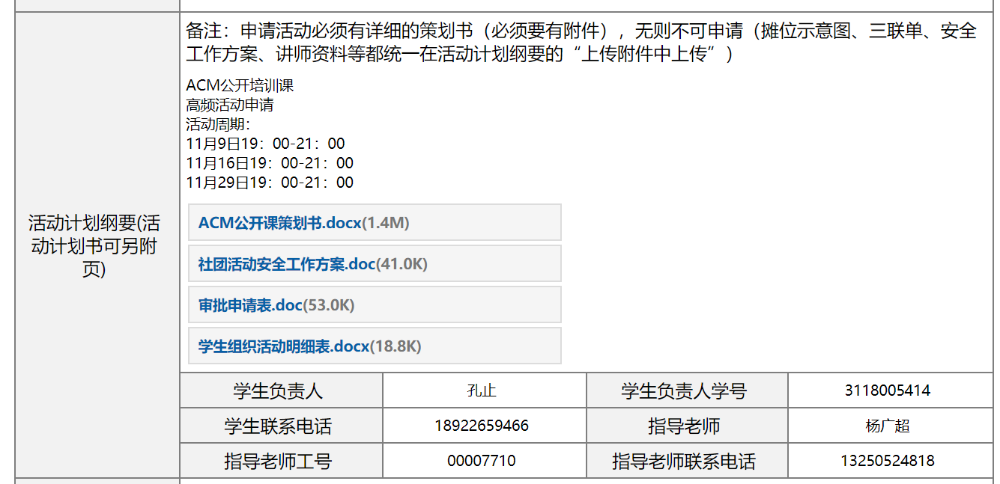 备注：申请活动必须有详细的策划书（必须要有附件），无则不可申请（摊位示意图、三联单、安全
工作方案、讲师资料等都统一在活动计划纲要的“上传附件中上传”）
ACM公开培训课
高频活动申请
活动周期：
11月9日19：00-21：00
11月16日19：00-21：00
11月29日19：00-21：00
活动计划纲要(活
动计划书可另附
页)
ACM公开课策划书.docx(1.4M)
社团活动安全工作方案.doc(41.0K)
审批申请表.doc(53.0K)
学生组织活动明细表.docx(18.8K)
学生负责人 孔止 学生负责人学号 3118005414
学生联系电话 18922659466 指导老师 杨广超
指导老师工号 00007710 指导老师联系电话 13250524818